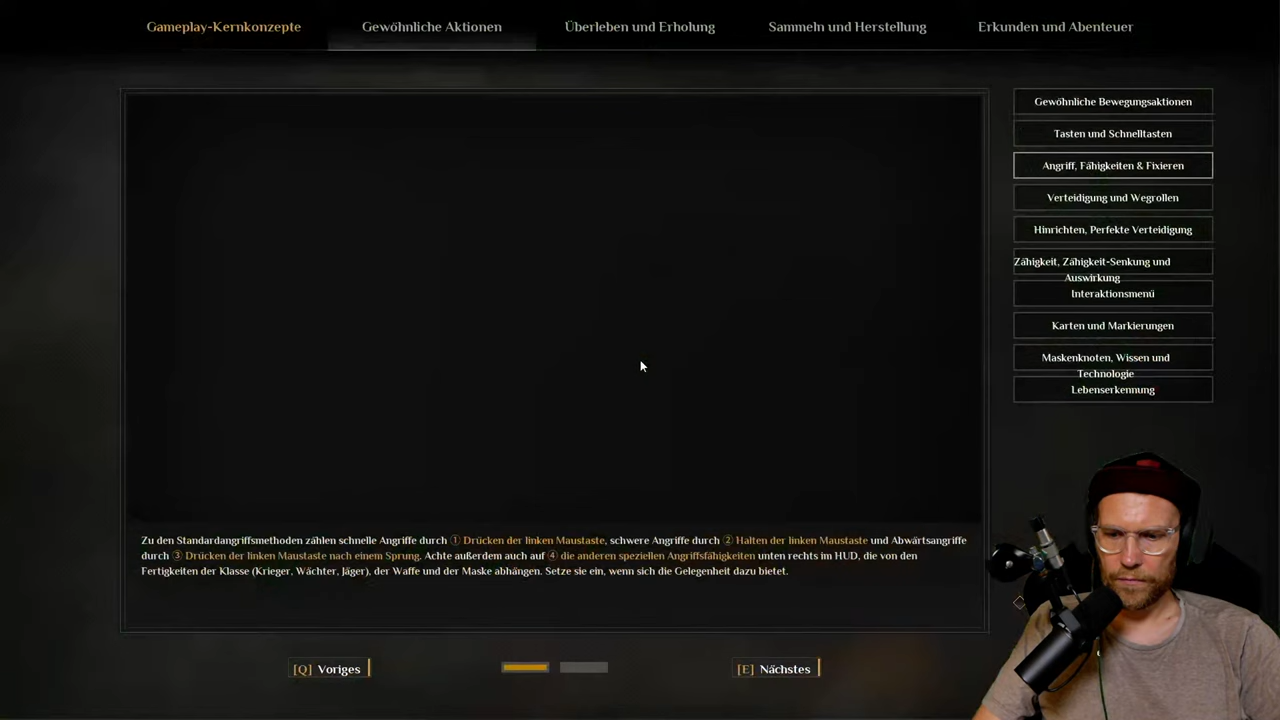 Gameplay-Kernkonzepte
Gewöhnliche Aktionen
Überleben und Erholung
Sammeln und Herstellung
Erkunden und Abenteuer
Gewöhnliche Bewegungsaktionen
Tasten und Schnelltasten
Angriff, Fähigkeiten & Fixieren
Verteidigung und Wegrollen
Hinrichten, Perfekte Verteidigung
Zähigkeit, Zähigkeit-Senkung und
Auswirkung
Interaktionsmenü
Karten und Markierungen
Maskenknoten, Wissen und
Technologie
Lebenserkennung
Zu den Standardangriffsmethoden zählen schnelle Angriffe durch ① Drücken der linken Maustaste, schwere Angriffe durch ② Halten der linken Maustaste und Abwärtsangriffe
durch ③ Drücken der linken Maustaste nach einem Sprung. Achte außerdem auch auf ④ die anderen speziellen Angriffsfähigkeiten unten rechts im HUD, die von den
Fertigkeiten der Klasse (Krieger, Wächter, Jäger), der Waffe und der Maske abhängen. Setze sie ein, wenn sich die Gelegenheit dazu bietet.
[Q] Voriges
[E] Nächstes